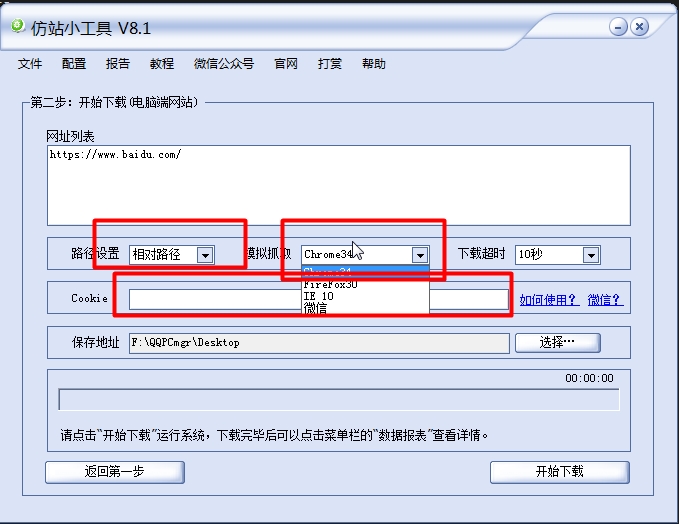 仿站小工具 V8.1
文件 配置 报告 教程 微信公众号 官网 打赏 帮助
第二步：开始下载(电脑端网站)
网址列表
https://www.baidu.com/
路径设置 相对路径 模拟抓取 Chrome34 下载超时 10秒
Chrome34
FireFox30
IE 10
微信
Cookie 如何使用？ 微信？
保存地址 F:\QQPCmgr\Desktop 选择…
00:00:00
请点击“开始下载”运行系统，下载完毕后可以点击菜单栏的“数据报表”查看详情。
返回第一步 开始下载